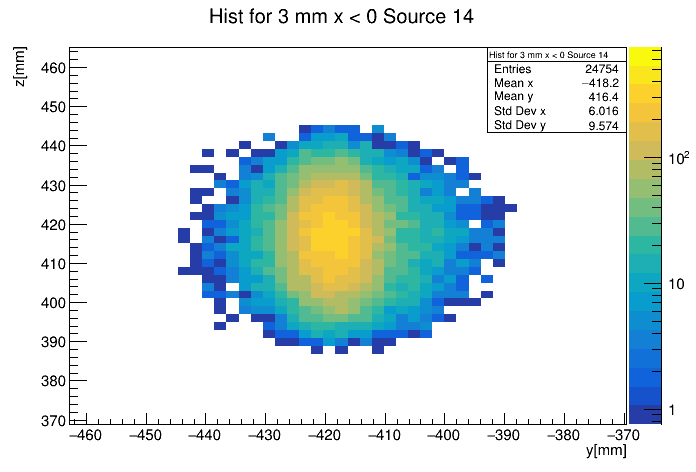 Hist for 3 mm x < 0 Source 14
z[mm]
Hist for 3 mm x < 0 Source 14
Entries 24754
Mean x −418.2
Mean y 416.4
Std Dev x 6.016
Std Dev y 9.574
460
450
440
430
420
410
400
390
380
370
10²
10
1
−460 −450 −440 −430 −420 −410 −400 −390 −380 −370
y[mm]